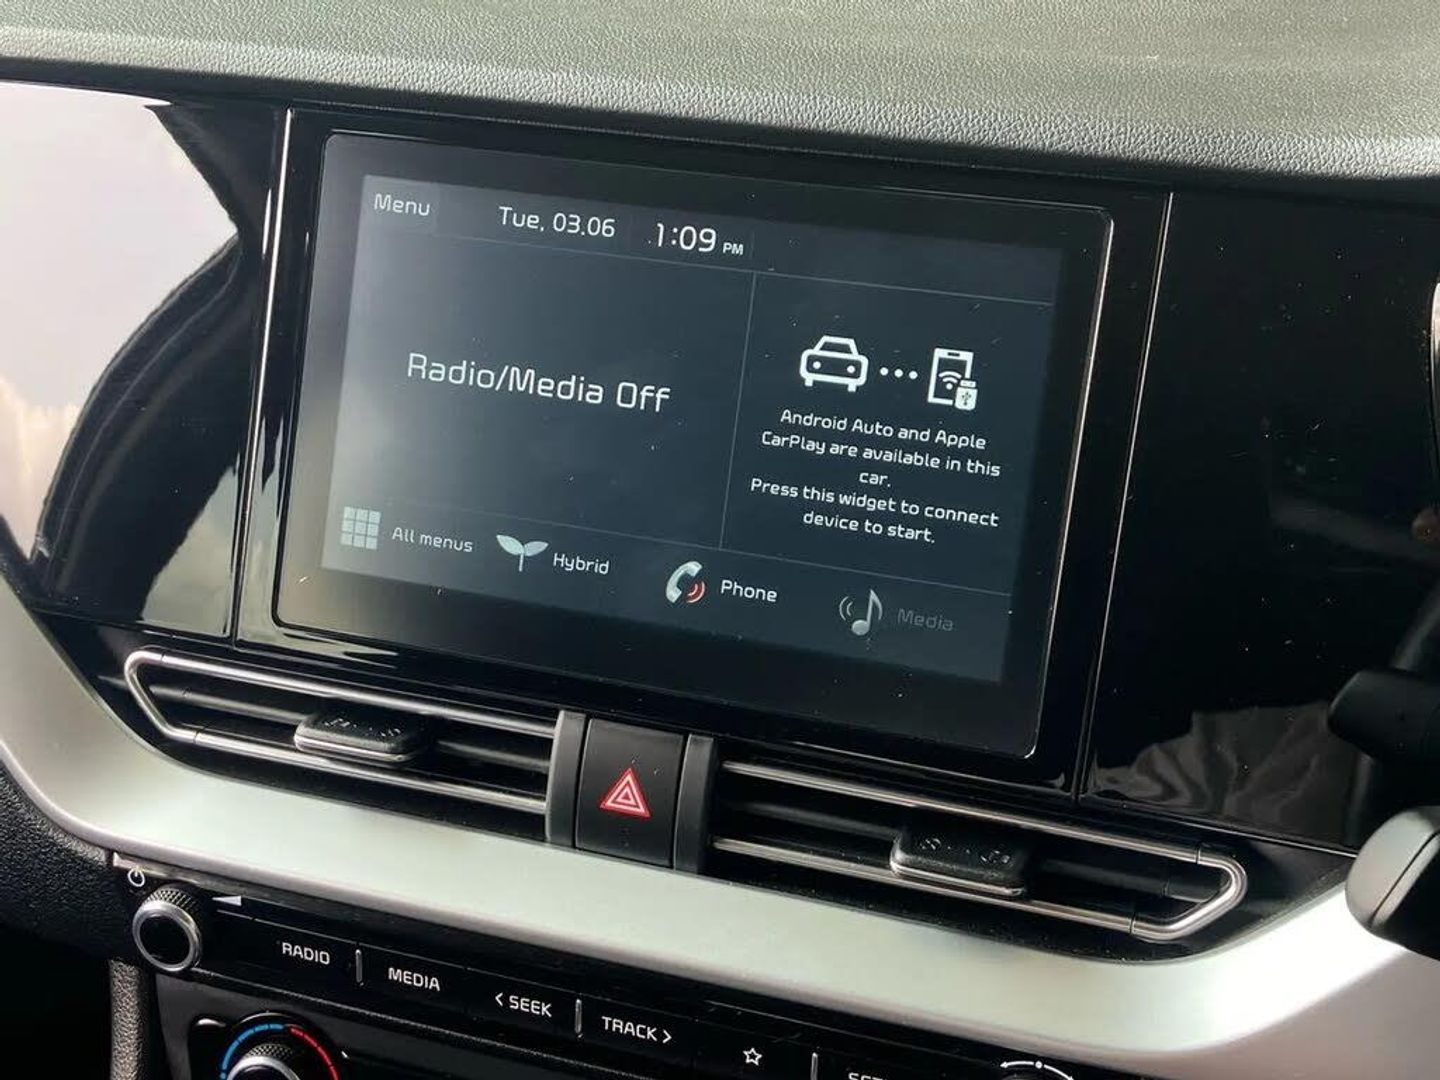 Menu
Tue, 03.06
1:09 PM
Radio/Media Off
Android Auto and Apple
CarPlay are available in this
car.
Press this widget to connect
device to start.
All menus
Hybrid
Phone
Media
RADIO
MEDIA
< SEEK
TRACK >